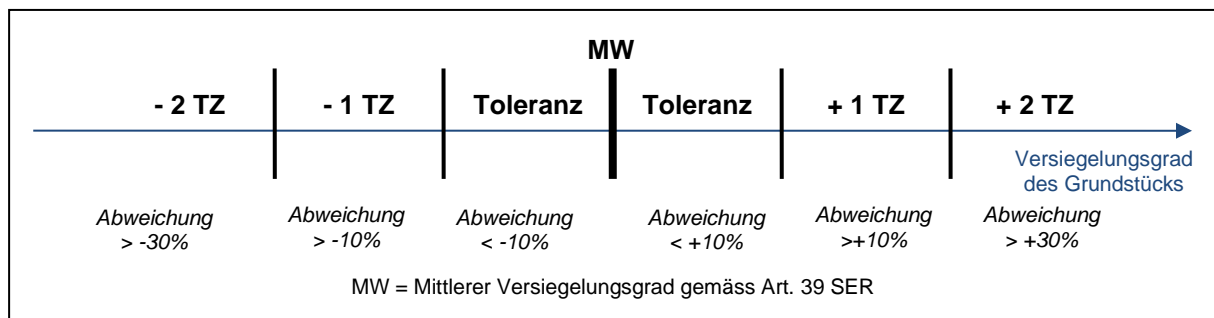 MW
- 2 TZ - 1 TZ Toleranz Toleranz + 1 TZ + 2 TZ
Versiegelungsgrad
des Grundstücks
Abweichung Abweichung Abweichung Abweichung Abweichung Abweichung
> -30% > -10% < -10% < +10% >+10% > +30%
MW = Mittlerer Versiegelungsgrad gemäss Art. 39 SER